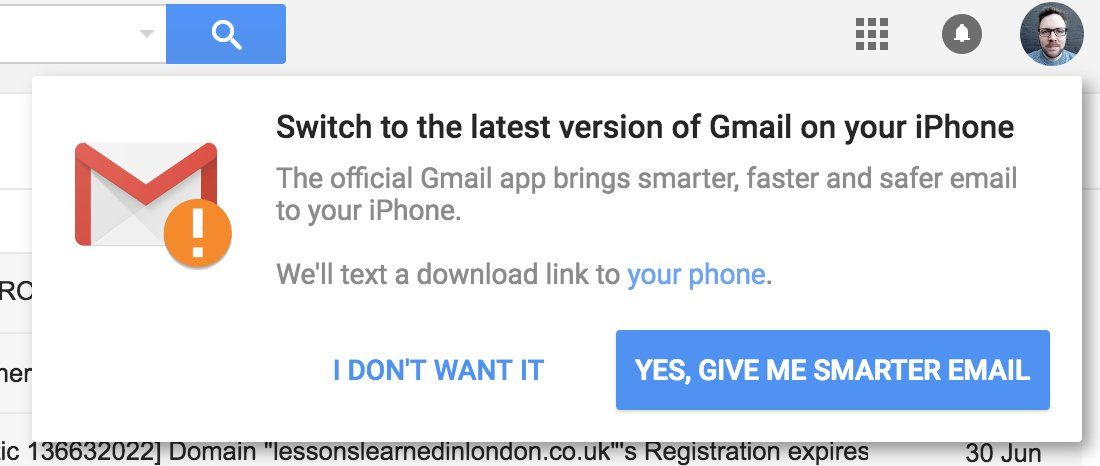 Switch to the latest version of Gmail on your iPhone
The official Gmail app brings smarter, faster and safer email
to your iPhone.
We'll text a download link to your phone.
I DON'T WANT IT
YES, GIVE ME SMARTER EMAIL
RC
ner
tic 136632022] Domain "lessonslearnedinlondon.co.uk"'s Registration expires 30 Jun